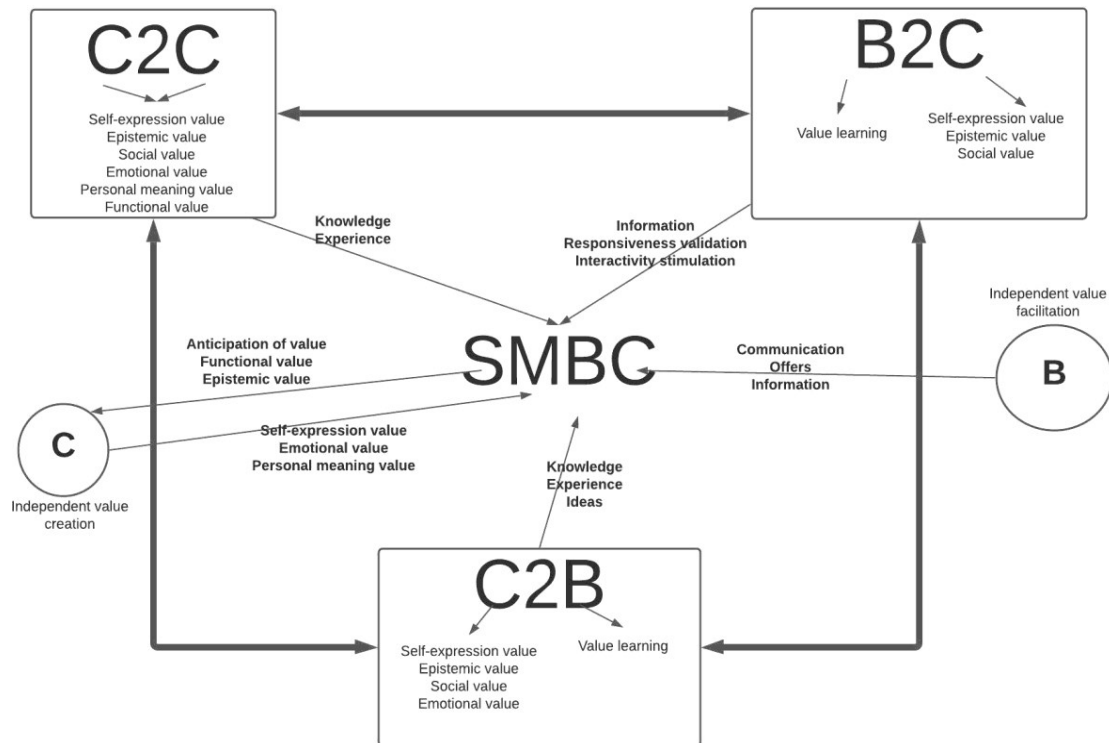 C2C
Self-expression value
Epistemic value
Social value
Emotional value
Personal meaning value
Functional value
B2C
Value learning
Self-expression value
Epistemic value
Social value
Knowledge
Experience
Information
Responsiveness validation
Interactivity stimulation
Independent value
facilitation
B
SMBC
Anticipation of value
Functional value
Epistemic value
Communication
Offers
Information
C
Independent value
creation
Self-expression value
Emotional value
Personal meaning value
Knowledge
Experience
Ideas
C2B
Self-expression value
Epistemic value
Social value
Emotional value
Value learning